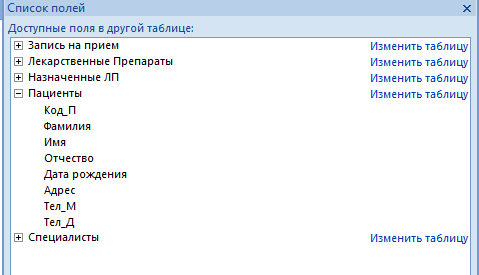 Список полей
Доступные поля в другой таблице:
Запись на прием Изменить таблицу
Лекарственные Препараты Изменить таблицу
Назначенные ЛП Изменить таблицу
Пациенты Изменить таблицу
Код_П
Фамилия
Имя
Отчество
Дата рождения
Адрес
Тел_М
Тел_Д
Специалисты Изменить таблицу